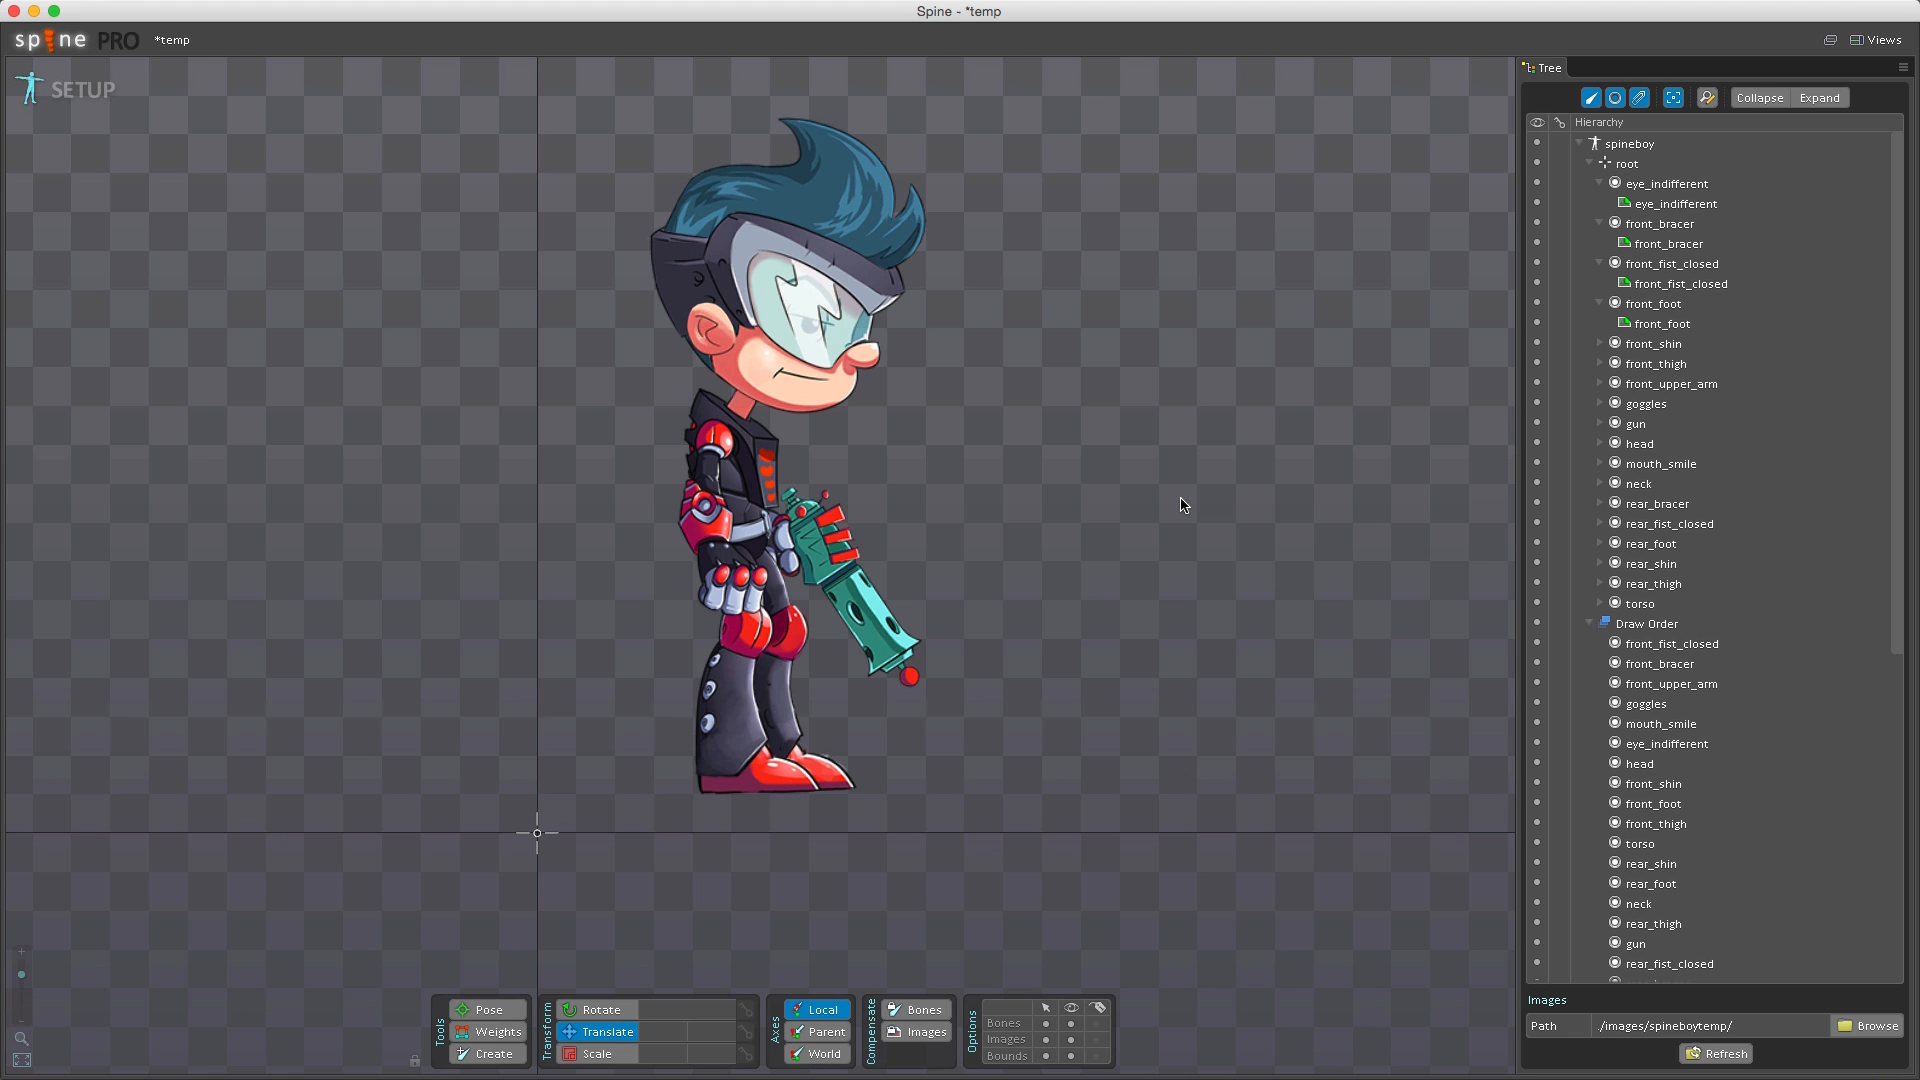 Spine - *temp
spine PRO *temp
Views
SETUP
Tree
Collapse Expand
Hierarchy
spineboy
root
eye_indifferent
eye_indifferent
front_bracer
front_bracer
front_fist_closed
front_fist_closed
front_foot
front_foot
front_shin
front_thigh
front_upper_arm
goggles
gun
head
mouth_smile
neck
rear_bracer
rear_fist_closed
rear_foot
rear_shin
rear_thigh
torso
Draw Order
front_fist_closed
front_bracer
front_upper_arm
goggles
mouth_smile
eye_indifferent
head
front_shin
front_foot
front_thigh
torso
rear_shin
rear_foot
neck
rear_thigh
gun
rear_fist_closed
Images
Path ./images/spineboytemp/ Browse
Refresh
Tools
Pose
Weights
Create
Transform
Rotate
Translate
Scale
Axes
Local
Parent
World
Compensate
Bones
Images
Options
Bones
Images
Bounds